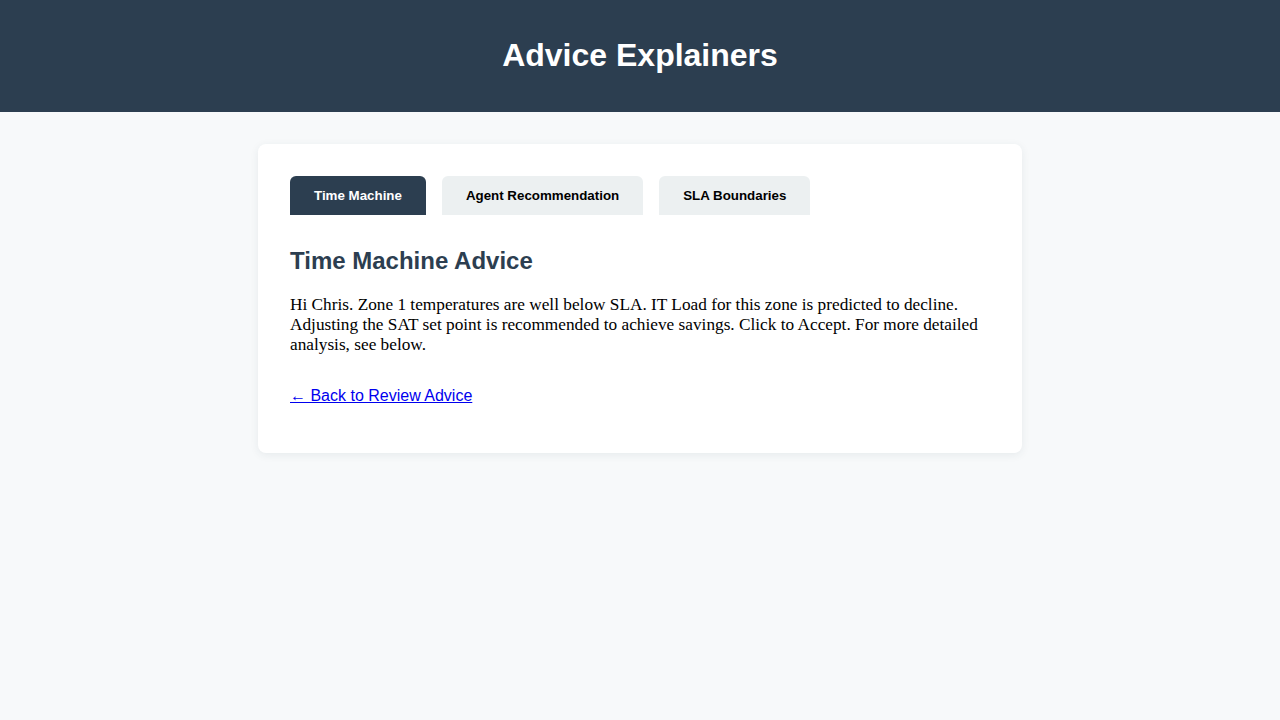 Advice Explainers
Time Machine
Agent Recommendation
SLA Boundaries
Time Machine Advice
Hi Chris. Zone 1 temperatures are well below SLA. IT Load for this zone is predicted to decline.
Adjusting the SAT set point is recommended to achieve savings. Click to Accept. For more detailed
analysis, see below.
← Back to Review Advice